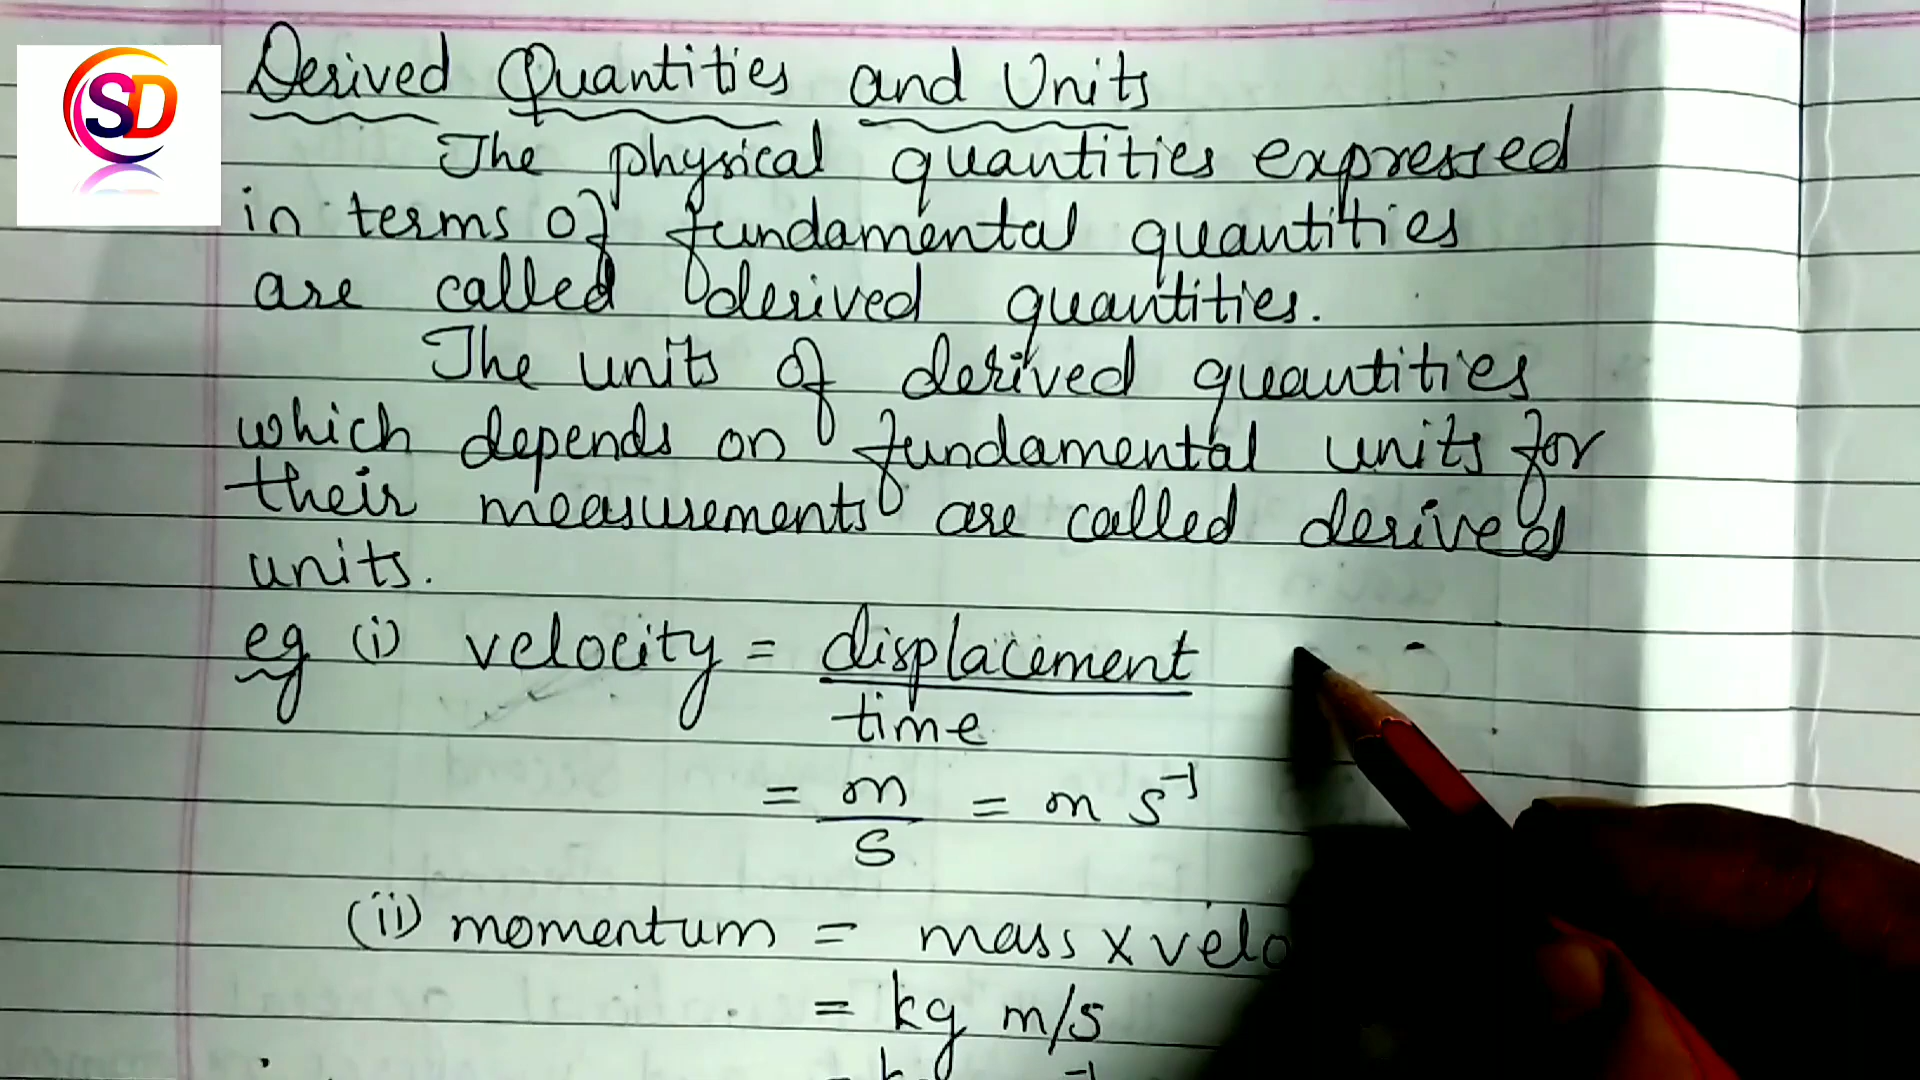 SD
Derived Quantities and Units
The physical quantities expressed
in terms of fundamental quantities
are called derived quantities.
The units of derived quantities
which depends on fundamental units for
their measurements are called derived
units.
eg (i) velocity = displacement
time
= m/s = m s⁻¹
(ii) momentum = mass x velo
= kg m/s